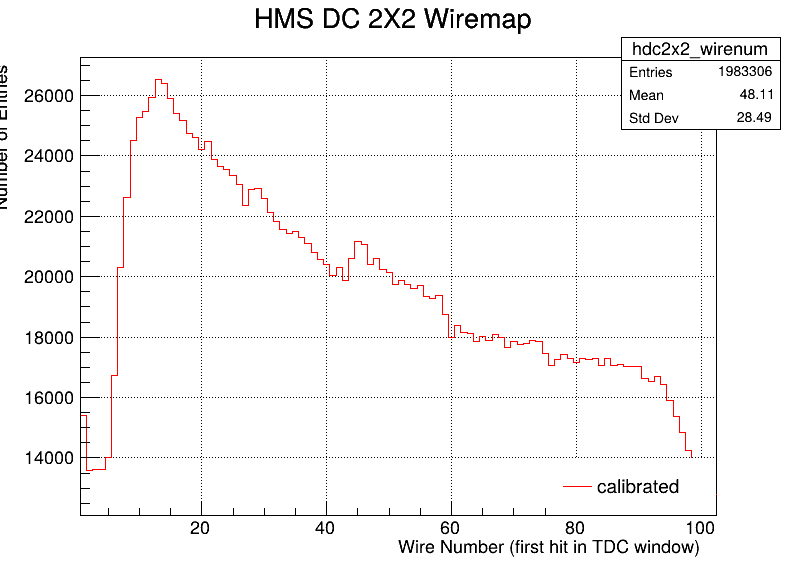 HMS DC 2X2 Wiremap
hdc2x2_wirenum
Entries 1983306
Mean 48.11
Std Dev 28.49
Number of Entries
26000
24000
22000
20000
18000
16000
14000
calibrated
20 40 60 80 100
Wire Number (first hit in TDC window)